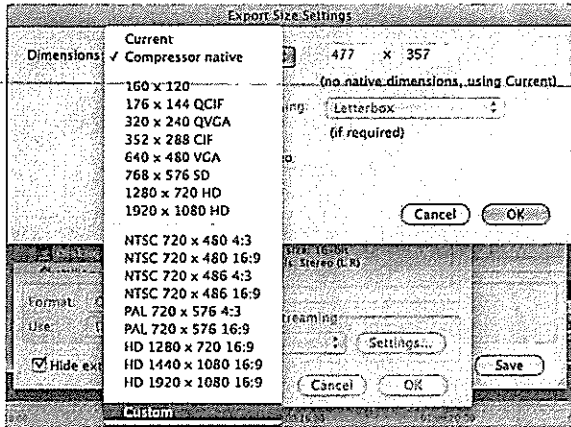 Export Size Settings
Dimensions:
Current
✓ Compressor native
160 x 120
176 x 144 QCIF
320 x 240 QVGA
352 x 288 CIF
640 x 480 VGA
768 x 576 SD
1280 x 720 HD
1920 x 1080 HD
NTSC 720 x 480 4:3
NTSC 720 x 480 16:9
NTSC 720 x 486 4:3
NTSC 720 x 486 16:9
PAL 720 x 576 4:3
PAL 720 x 576 16:9
HD 1280 x 720 16:9
HD 1440 x 1080 16:9
HD 1920 x 1080 16:9
Custom
477 x 357
(no native dimensions, using Current)
Letterbox
(if required)
Cancel
OK
size: 16-bit
Stereo (L R)
Format:
Use:
treaming
Settings...
Hide ext
Cancel
OK
Save